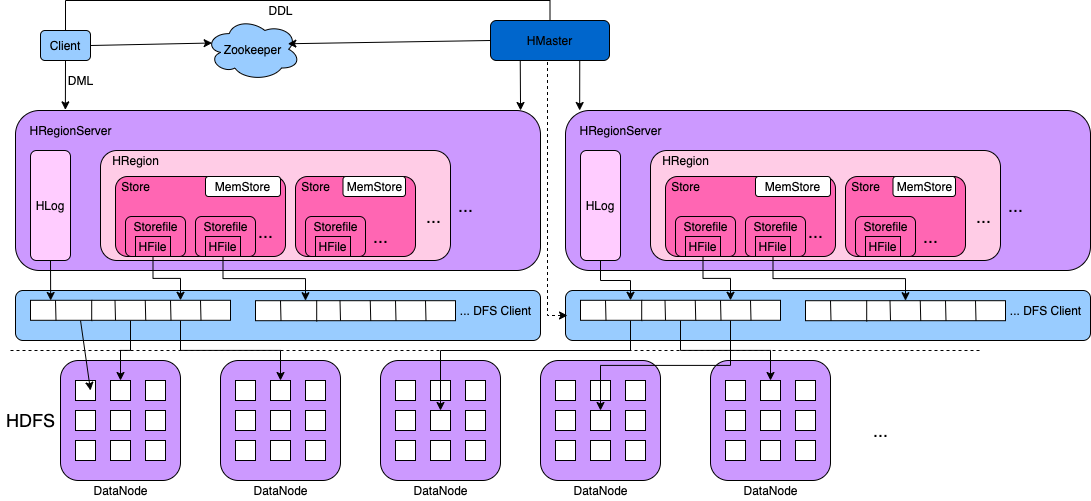 DDL
Client
Zookeeper
HMaster
DML
HRegionServer
HLog
HRegion
Store
MemStore
Storefile
HFile
Storefile
HFile
...
Store
MemStore
Storefile
HFile
...
...
...
HRegionServer
HLog
HRegion
Store
MemStore
Storefile
HFile
Storefile
HFile
...
Store
MemStore
Storefile
HFile
...
...
...
... DFS Client
... DFS Client
HDFS
...
DataNode
DataNode
DataNode
DataNode
DataNode